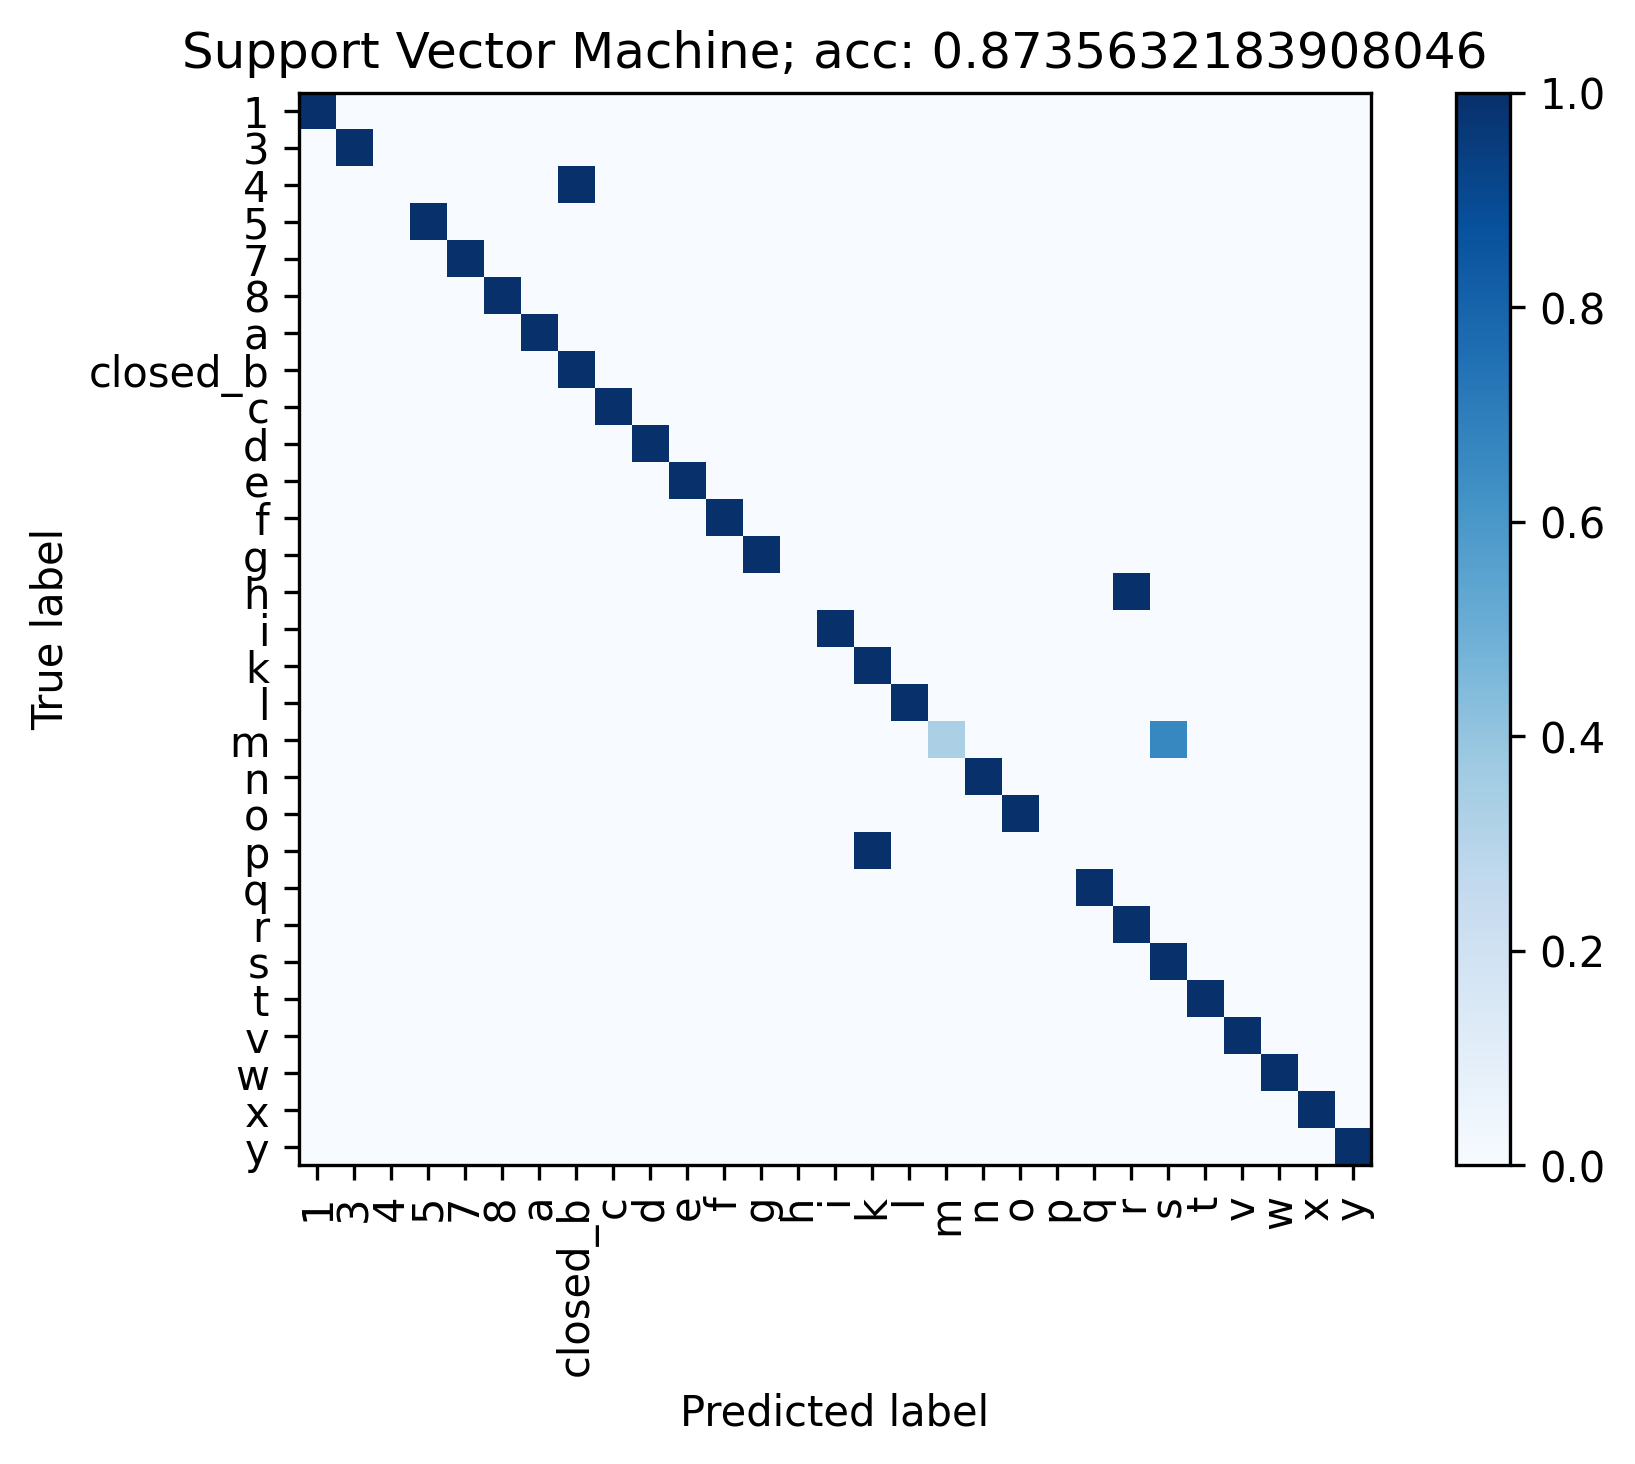 Support Vector Machine; acc: 0.8735632183908046
True label
1
3
4
5
7
8
a
closed_b
c
d
e
f
g
h
i
k
l
m
n
o
p
q
r
s
t
v
w
x
y
1 3 4 5 7 8 a closed_b c d e f g h i k l m n o p q r s t v w x y
Predicted label
1.0
0.8
0.6
0.4
0.2
0.0